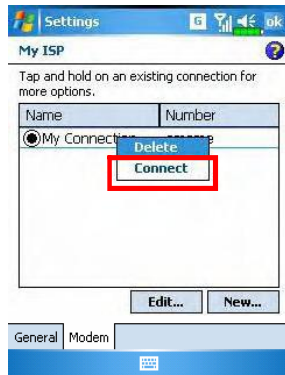 Settings G ok
My ISP
Tap and hold on an existing connection for
more options.
Name Number
My Connection
Delete
Connect
Edit... New...
General Modem